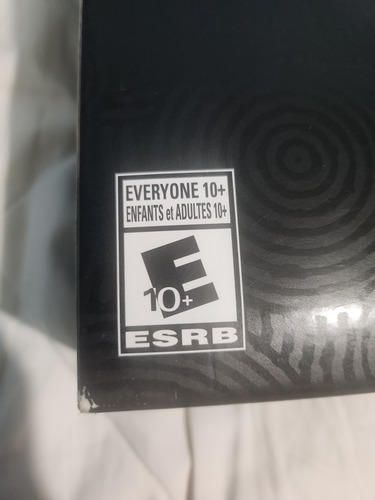 EVERYONE 10+
ENFANTS et ADULTES 10+
E
10+
ESRB